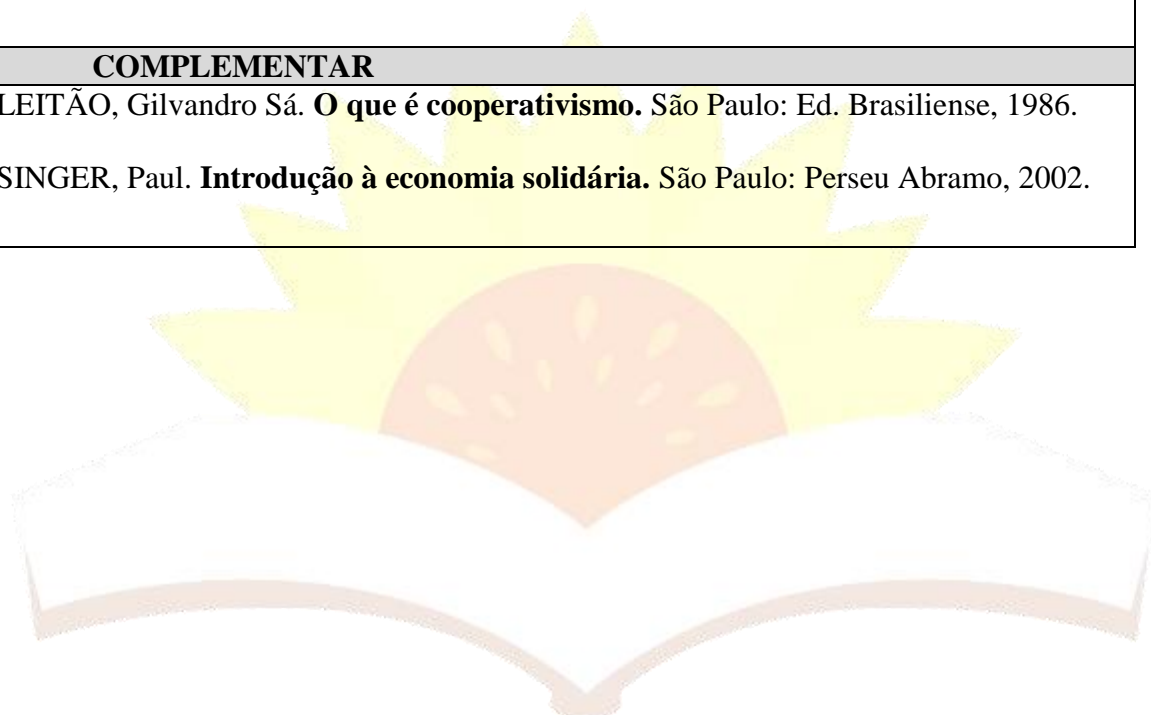 COMPLEMENTAR
LEITÃO, Gilvandro Sá. O que é cooperativismo. São Paulo: Ed. Brasiliense, 1986.
SINGER, Paul. Introdução à economia solidária. São Paulo: Perseu Abramo, 2002.